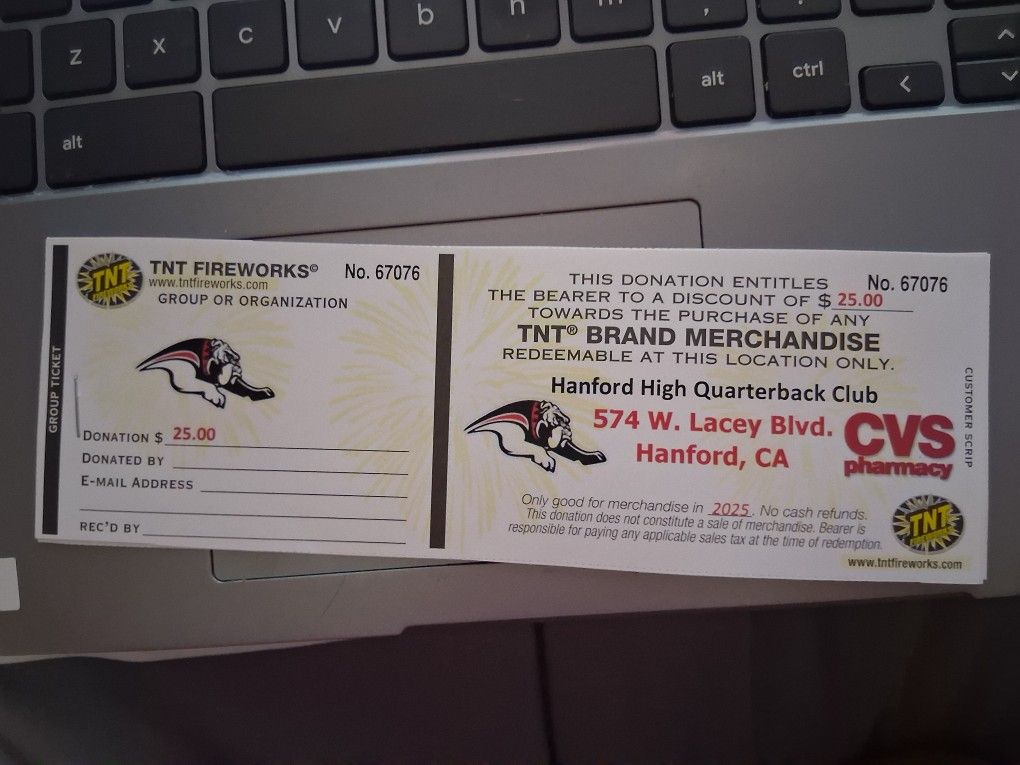 z x c v b n m ,
alt alt ctrl <
TNT
TNT FIREWORKS©
www.tntfireworks.com
No. 67076
GROUP OR ORGANIZATION
GROUP TICKET
DONATION $ 25.00
DONATED BY
E-MAIL ADDRESS
REC'D BY
THIS DONATION ENTITLES
No. 67076
THE BEARER TO A DISCOUNT OF $ 25.00
TOWARDS THE PURCHASE OF ANY
TNT® BRAND MERCHANDISE
REDEEMABLE AT THIS LOCATION ONLY.
Hanford High Quarterback Club
574 W. Lacey Blvd.
Hanford, CA
CVS
pharmacy
CUSTOMER SCRIP
Only good for merchandise in 2025. No cash refunds.
This donation does not constitute a sale of merchandise. Bearer is
responsible for paying any applicable sales tax at the time of redemption.
TNT
www.tntfireworks.com